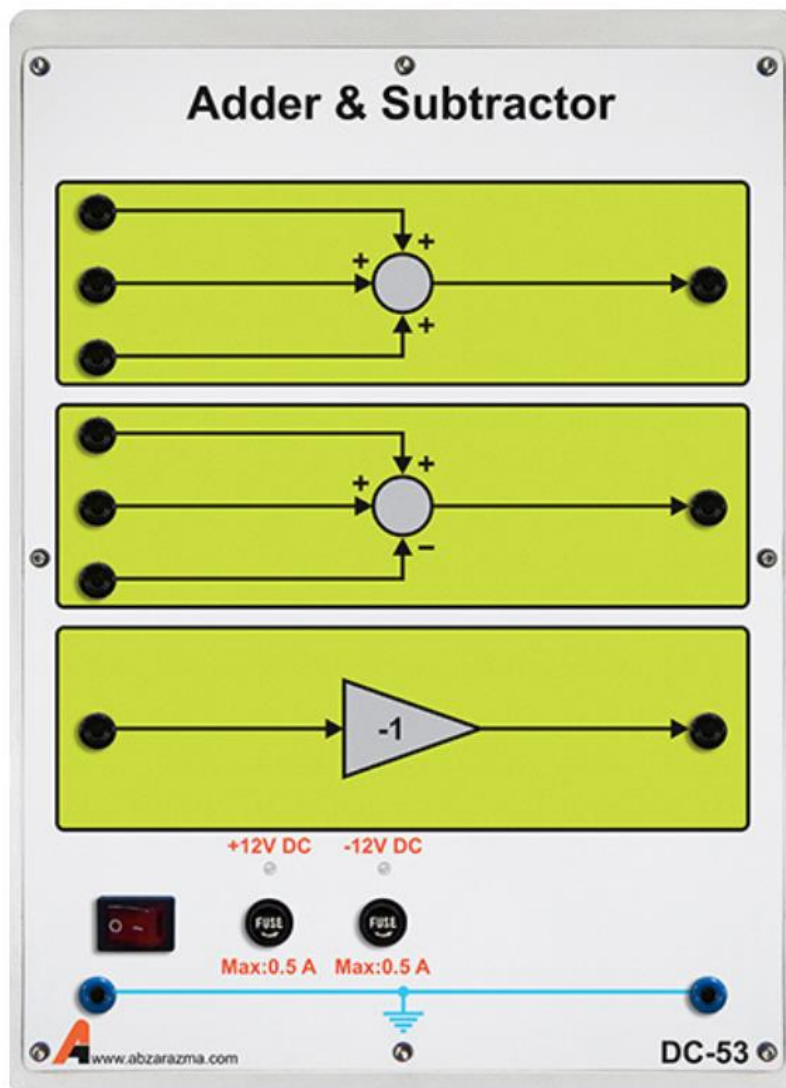 Adder & Subtractor
+
+
+
+
+
−
-1
+12V DC -12V DC
FUSE FUSE
Max:0.5 A Max:0.5 A
www.abzarazma.com
DC-53